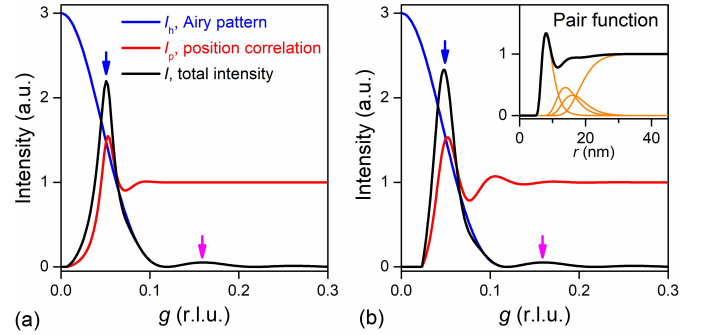 3
2
1
0
Intensity (a.u.)
I_h, Airy pattern
I_p, position correlation
I, total intensity
0.0
0.1
0.2
0.3
g (r.l.u.)
(a)
3
2
1
0
Intensity (a.u.)
Pair function
1
0
0
20
40
r (nm)
0.0
0.1
0.2
0.3
g (r.l.u.)
(b)